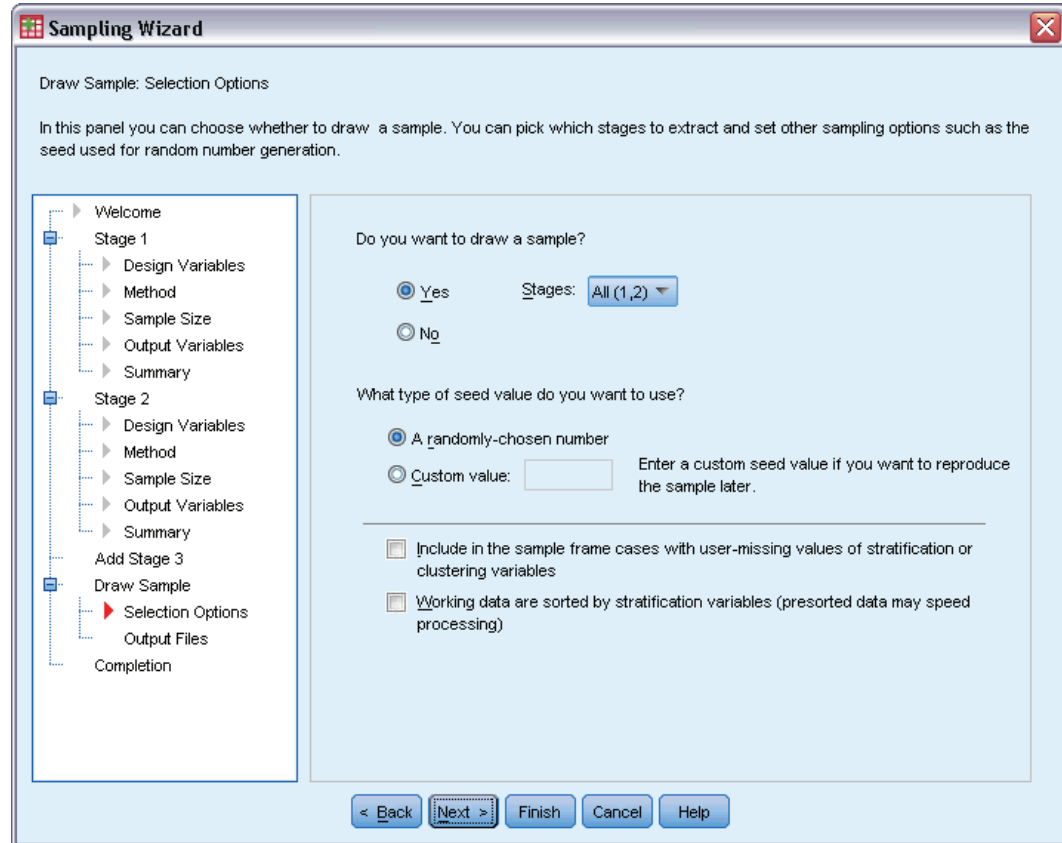 Sampling Wizard
Draw Sample: Selection Options
In this panel you can choose whether to draw a sample. You can pick which stages to extract and set other sampling options such as the
seed used for random number generation.
Welcome
Stage 1
Design Variables
Method
Sample Size
Output Variables
Summary
Stage 2
Design Variables
Method
Sample Size
Output Variables
Summary
Add Stage 3
Draw Sample
Selection Options
Output Files
Completion
Do you want to draw a sample?
Yes Stages: All (1,2)
No
What type of seed value do you want to use?
A randomly-chosen number
Custom value:
Enter a custom seed value if you want to reproduce
the sample later.
Include in the sample frame cases with user-missing values of stratification or
clustering variables
Working data are sorted by stratification variables (presorted data may speed
processing)
< Back Next > Finish Cancel Help